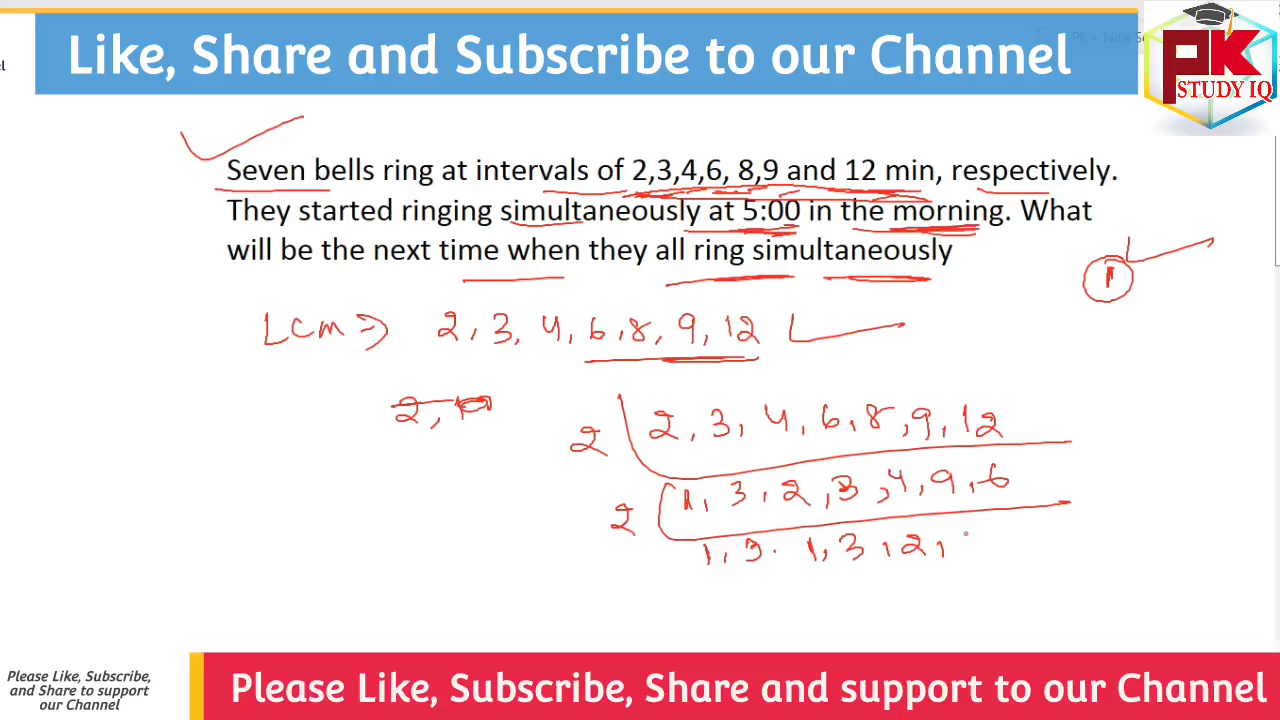 Like, Share and Subscribe to our Channel
PK
STUDY IQ
Seven bells ring at intervals of 2,3,4,6, 8,9 and 12 min, respectively.
They started ringing simultaneously at 5:00 in the morning. What
will be the next time when they all ring simultaneously
1
LCM => 2, 3, 4, 6, 8, 9, 12
2,
2 2, 3, 4, 6, 8, 9, 12
2 1, 3, 2, 3, 4, 9, 6
1, 3. 1, 3, 2,
Please Like, Subscribe,
and Share to support
our Channel
Please Like, Subscribe, Share and support to our Channel